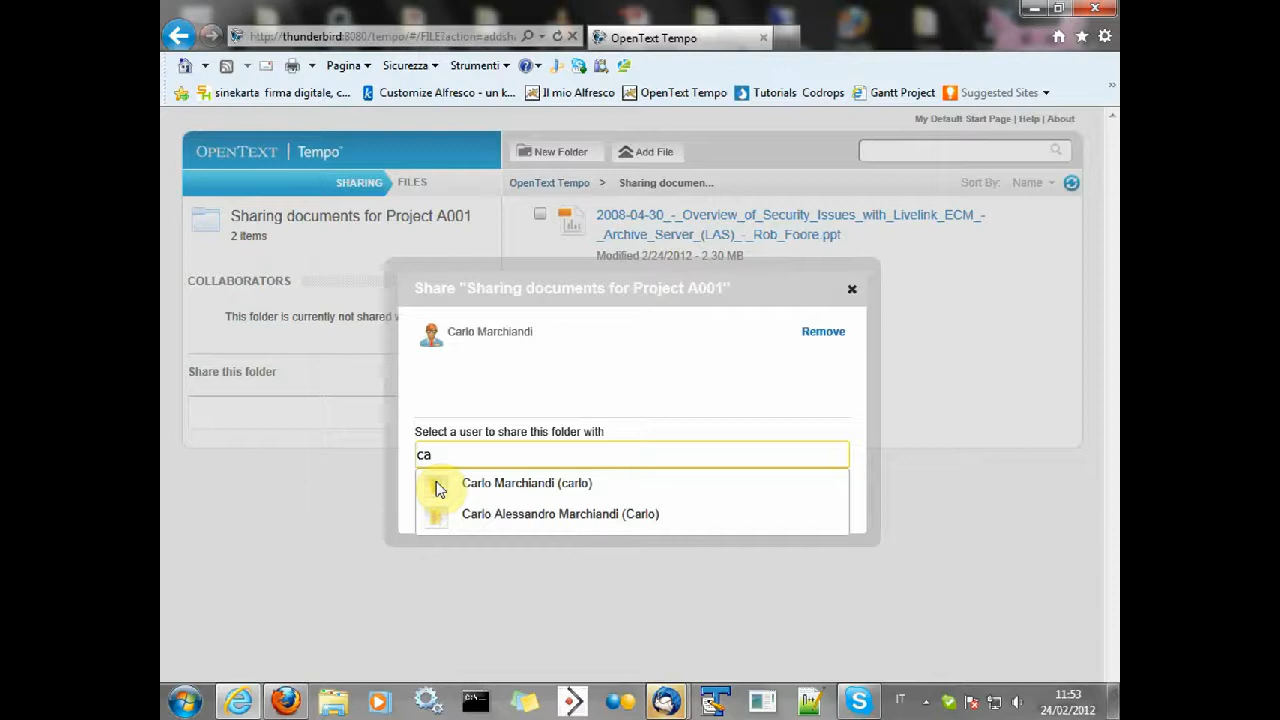 http://thunderbird:8080/tempo/#/FILE?action=addsha
OpenText Tempo
Pagina
Sicurezza
Strumenti
sinekarta firma digitale, c...
Customize Alfresco - un k...
Il mio Alfresco
OpenText Tempo
Tutorials Codrops
Gantt Project
Suggested Sites
»
My Default Start Page | Help | About
OPENTEXT | Tempo™
New Folder
Add File
SHARING
FILES
OpenText Tempo > Sharing documen...
Sort By: Name
Sharing documents for Project A001
2 items
2008-04-30_-_Overview_of_Security_Issues_with_Livelink_ECM_-
_Archive_Server_(LAS)_-_Rob_Foore.ppt
Modified 2/24/2012 - 2.30 MB
COLLABORATORS
This folder is currently not shared
Share this folder
Share "Sharing documents for Project A001"
Carlo Marchiandi
Remove
Select a user to share this folder with
ca
Carlo Marchiandi (carlo)
Carlo Alessandro Marchiandi (Carlo)
IT
11:53
24/02/2012